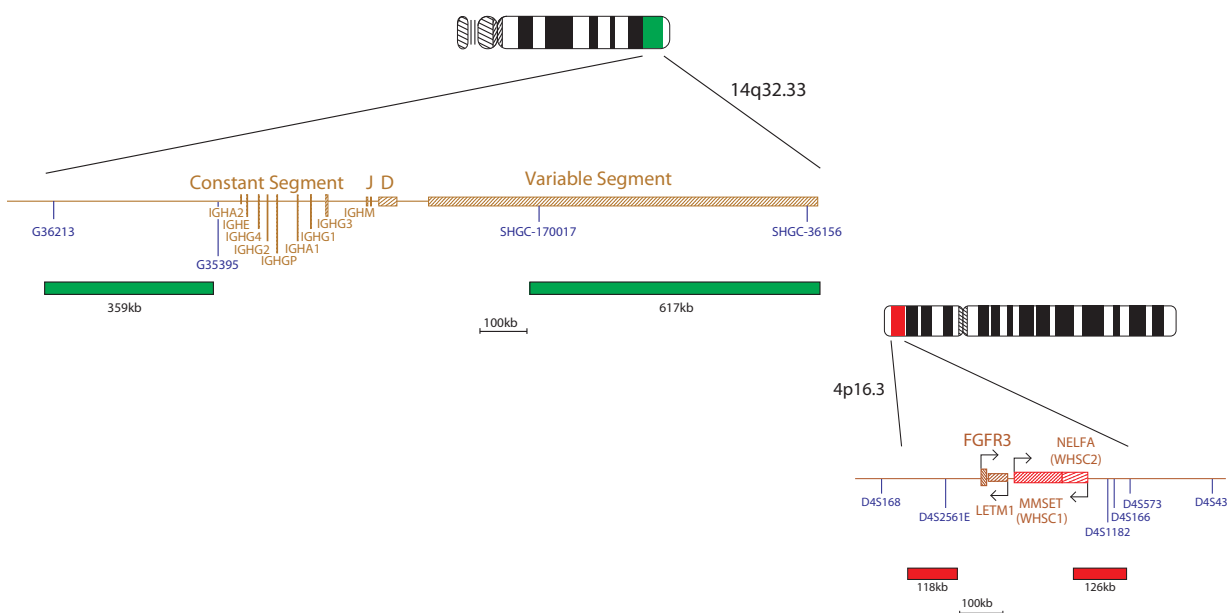 14q32.33
Constant Segment
J
D
Variable Segment
IGHA2
IGHE
IGHG4
IGHG2
IGHGP
IGHA1
IGHG1
IGHG3
IGHM
G36213
G35395
SHGC-170017
SHGC-36156
359kb
617kb
100kb
4p16.3
FGFR3
NELFA
(WHSC2)
LETM1
MMSET
(WHSC1)
D4S168
D4S2561E
D4S1182
D4S166
D4S573
D4S43
118kb
126kb
100kb